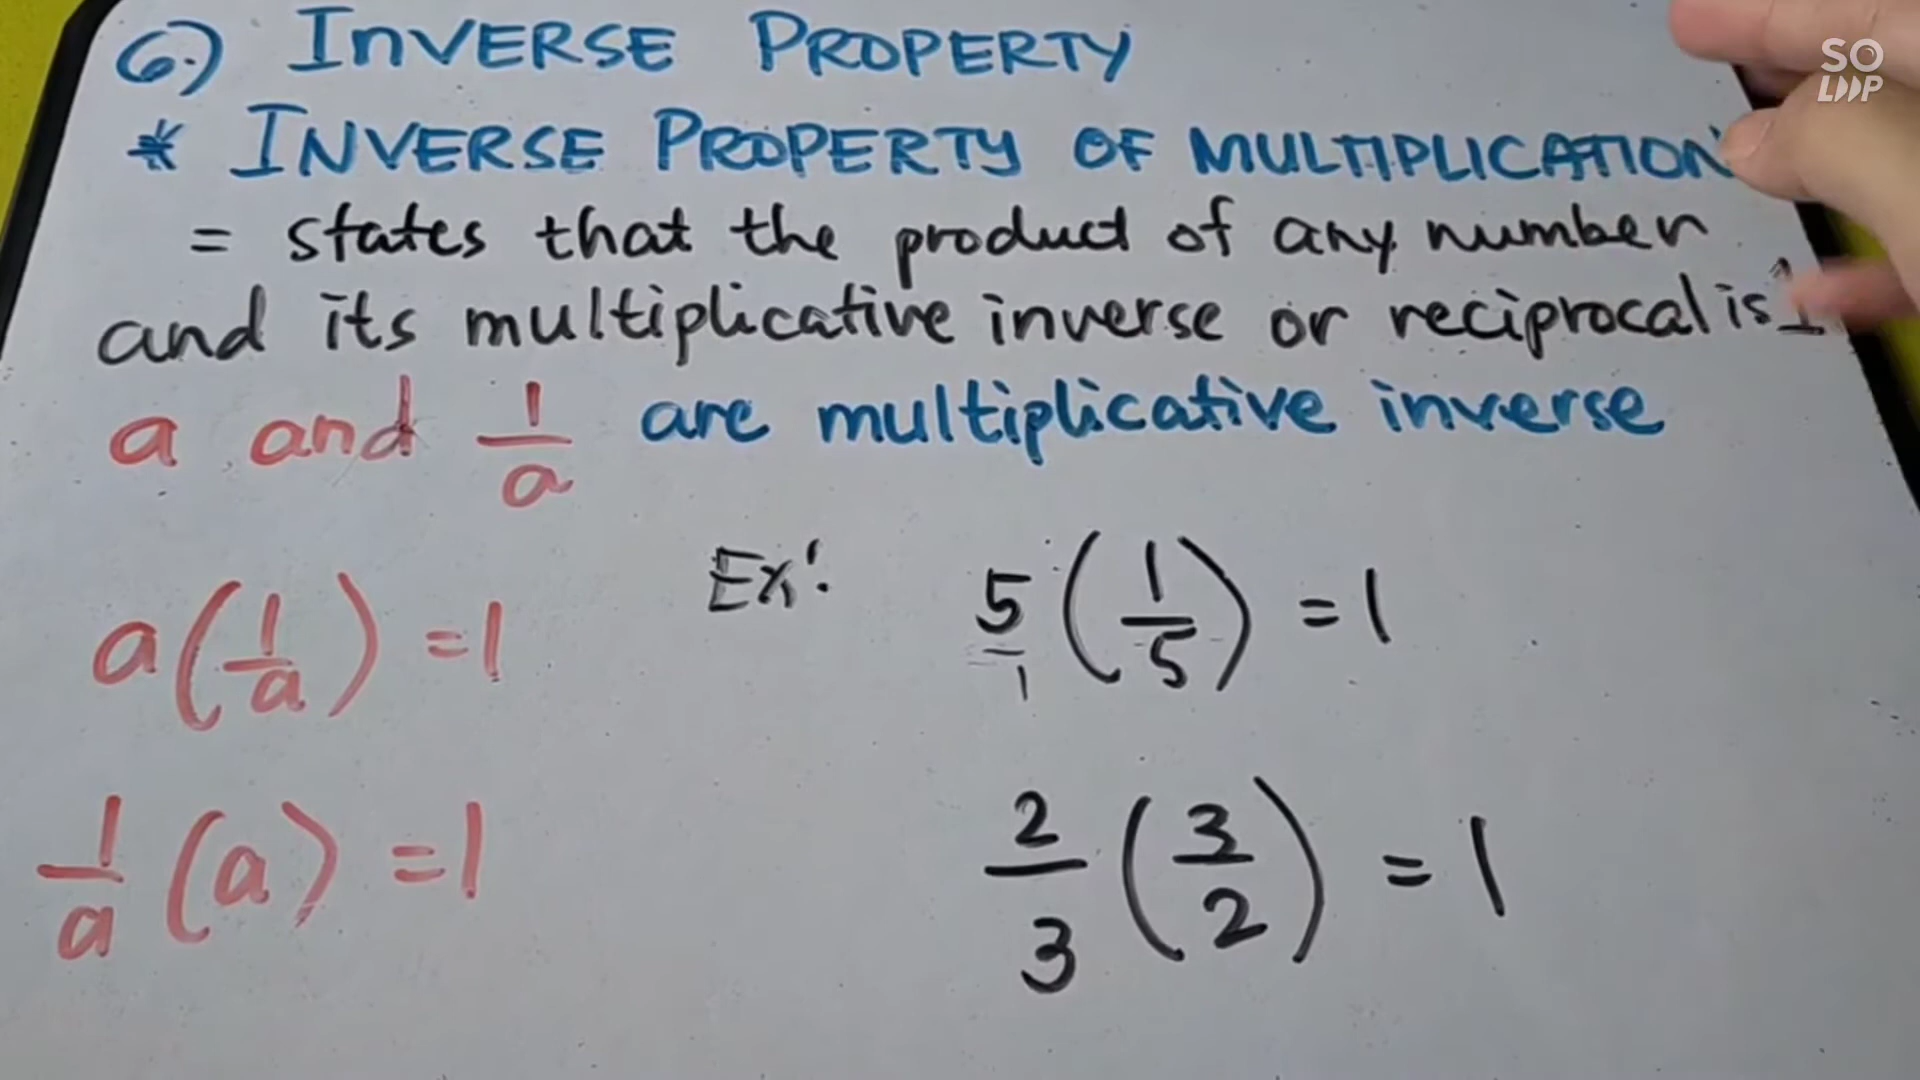 6.) INVERSE PROPERTY
* INVERSE PROPERTY OF MULTIPLICATION
= states that the product of any number
and its multiplicative inverse or reciprocal is 1
a and 1/a are multiplicative inverse
Ex:
a(1/a) = 1
5/1 (1/5) = 1
1/a (a) = 1
2/3 (3/2) = 1
SO
LOOP